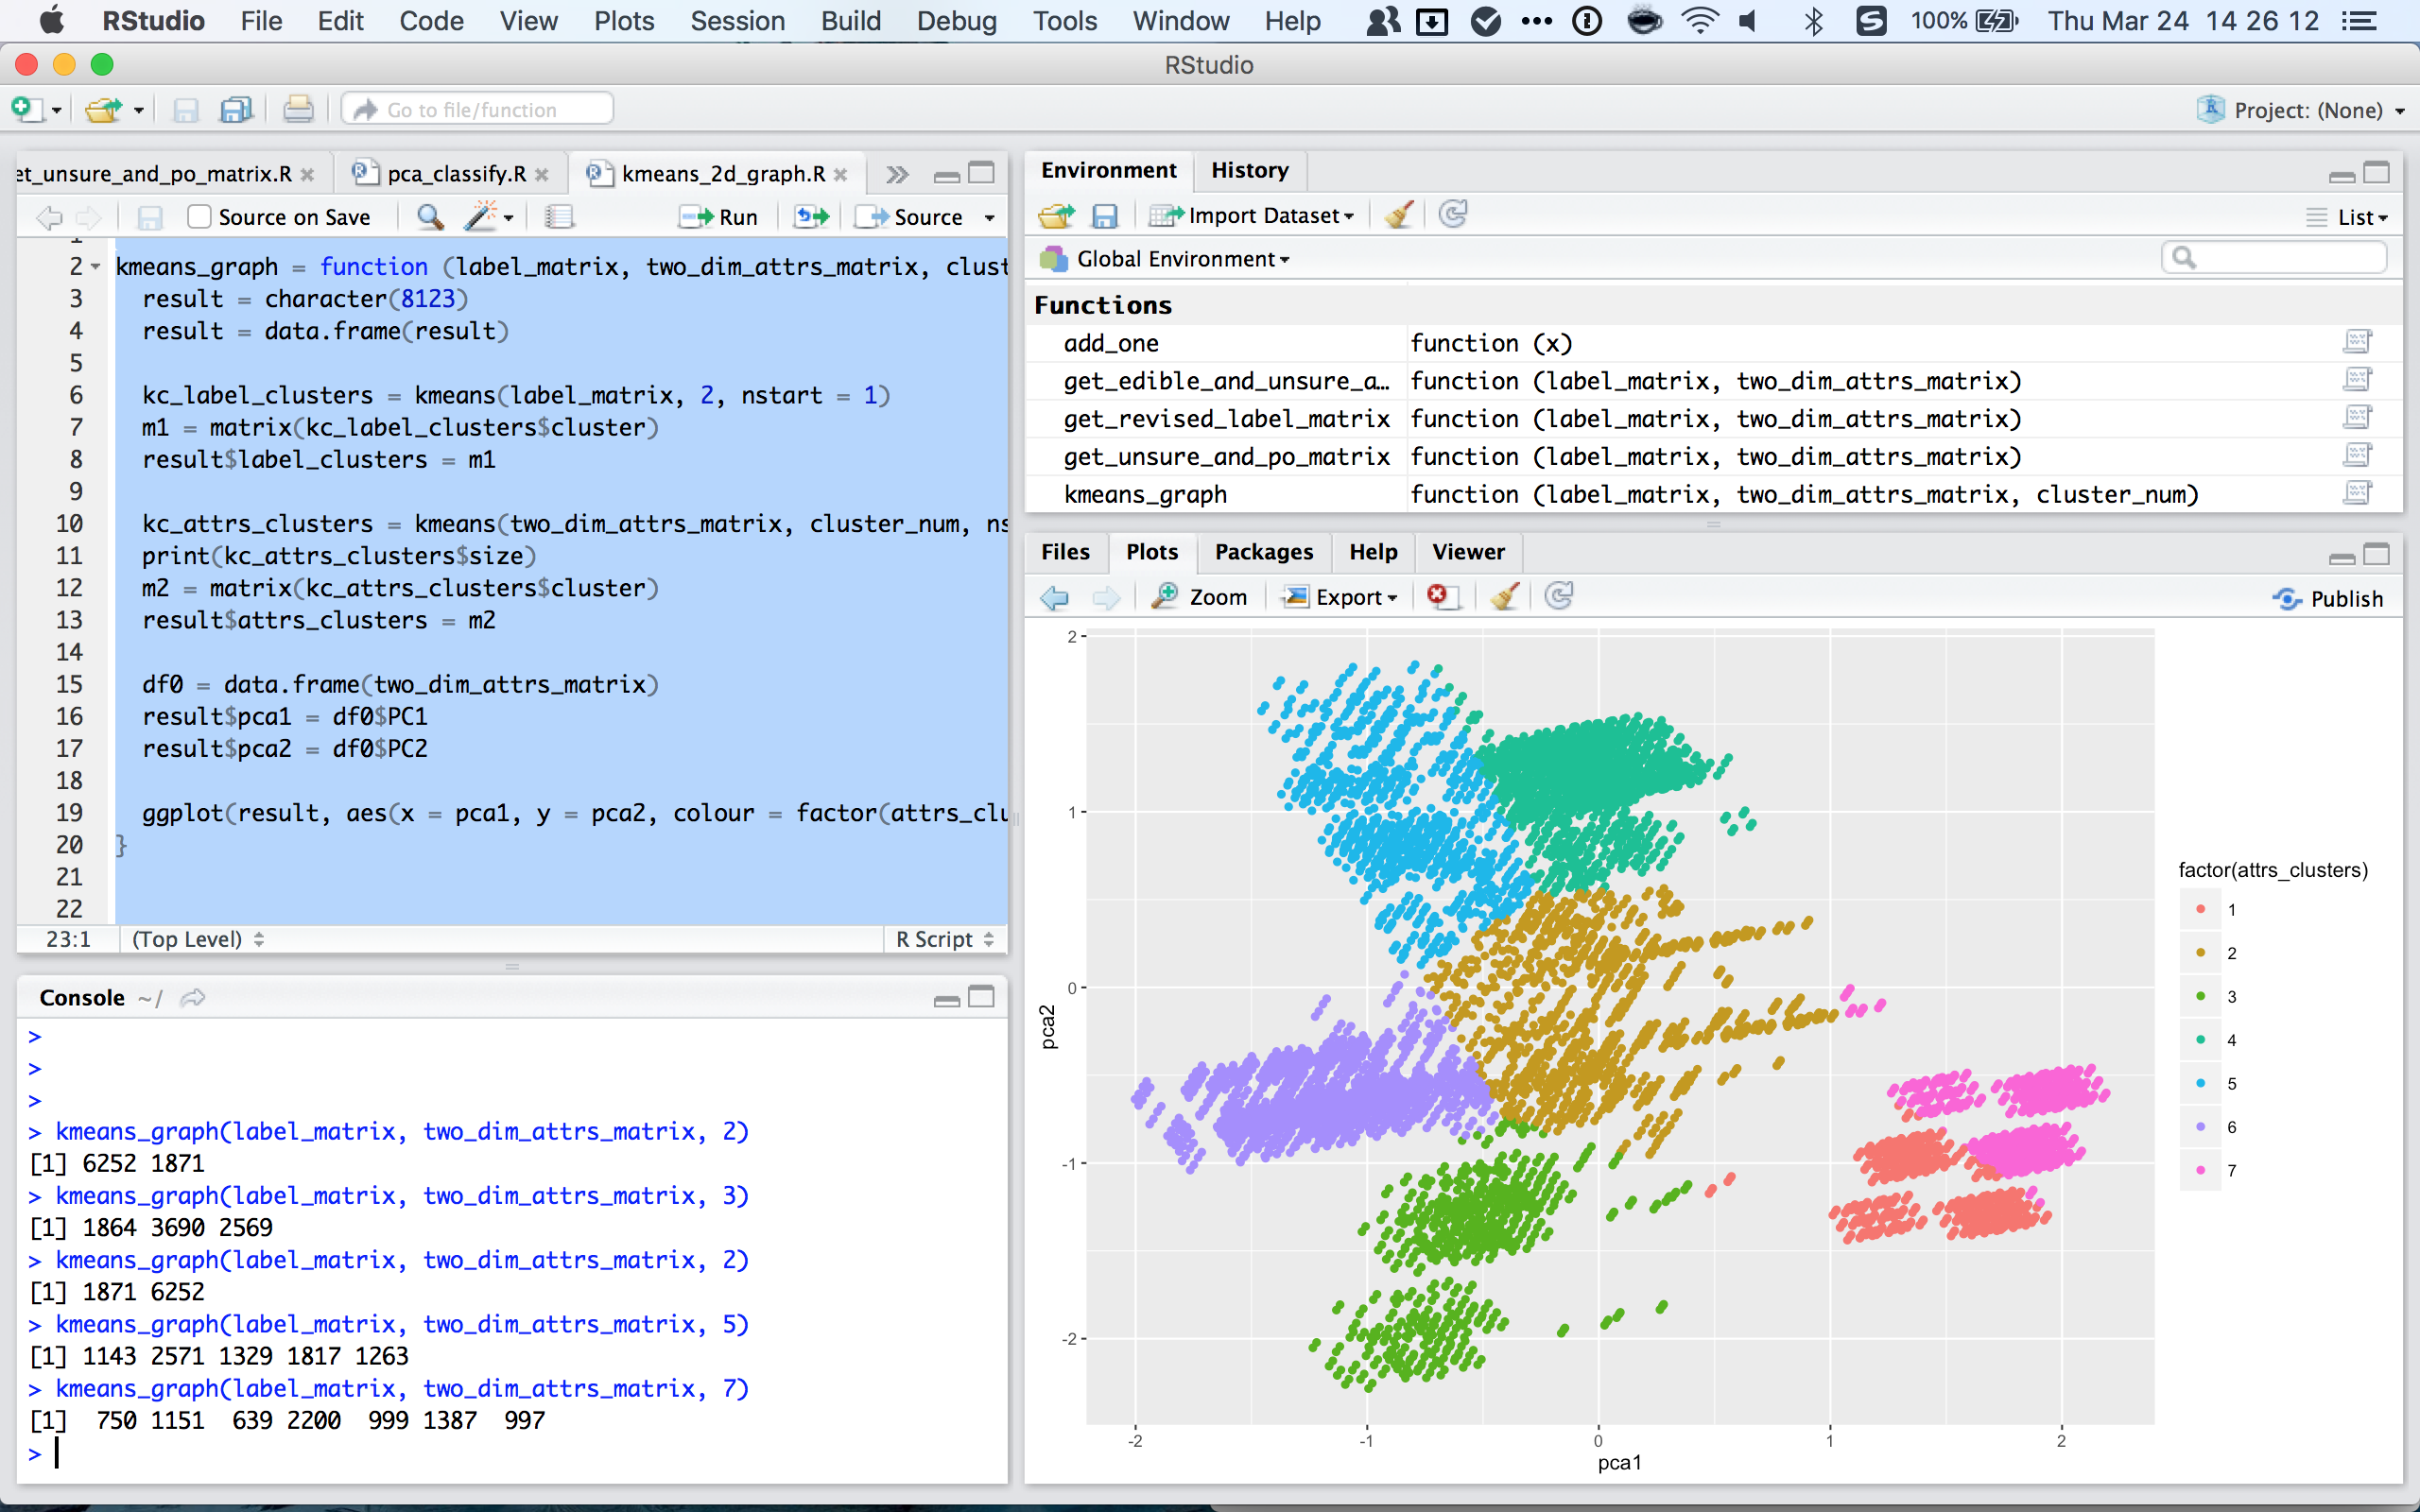 RStudio File Edit Code View Plots Session Build Debug Tools Window Help 100% Thu Mar 24 14 26 12
RStudio
Go to file/function
Project: (None)
et_unsure_and_po_matrix.R
pca_classify.R
kmeans_2d_graph.R
Source on Save
Run
Source
1
2 kmeans_graph = function (label_matrix, two_dim_attrs_matrix, clust
3 result = character(8123)
4 result = data.frame(result)
5
6 kc_label_clusters = kmeans(label_matrix, 2, nstart = 1)
7 m1 = matrix(kc_label_clusters$cluster)
8 result$label_clusters = m1
9
10 kc_attrs_clusters = kmeans(two_dim_attrs_matrix, cluster_num, ns
11 print(kc_attrs_clusters$size)
12 m2 = matrix(kc_attrs_clusters$cluster)
13 result$attrs_clusters = m2
14
15 df0 = data.frame(two_dim_attrs_matrix)
16 result$pca1 = df0$PC1
17 result$pca2 = df0$PC2
18
19 ggplot(result, aes(x = pca1, y = pca2, colour = factor(attrs_clu
20 }
21
22
23:1 (Top Level) R Script
Console ~/
>
>
>
> kmeans_graph(label_matrix, two_dim_attrs_matrix, 2)
[1] 6252 1871
> kmeans_graph(label_matrix, two_dim_attrs_matrix, 3)
[1] 1864 3690 2569
> kmeans_graph(label_matrix, two_dim_attrs_matrix, 2)
[1] 1871 6252
> kmeans_graph(label_matrix, two_dim_attrs_matrix, 5)
[1] 1143 2571 1329 1817 1263
> kmeans_graph(label_matrix, two_dim_attrs_matrix, 7)
[1] 750 1151 639 2200 999 1387 997
>
Environment History
Import Dataset List
Global Environment
Functions
add_one function (x)
get_edible_and_unsure_a… function (label_matrix, two_dim_attrs_matrix)
get_revised_label_matrix function (label_matrix, two_dim_attrs_matrix)
get_unsure_and_po_matrix function (label_matrix, two_dim_attrs_matrix)
kmeans_graph function (label_matrix, two_dim_attrs_matrix, cluster_num)
Files Plots Packages Help Viewer
Zoom Export Publish
2
1
0
-1
-2
pca2
-2 -1 0 1 2
pca1
factor(attrs_clusters)
1
2
3
4
5
6
7